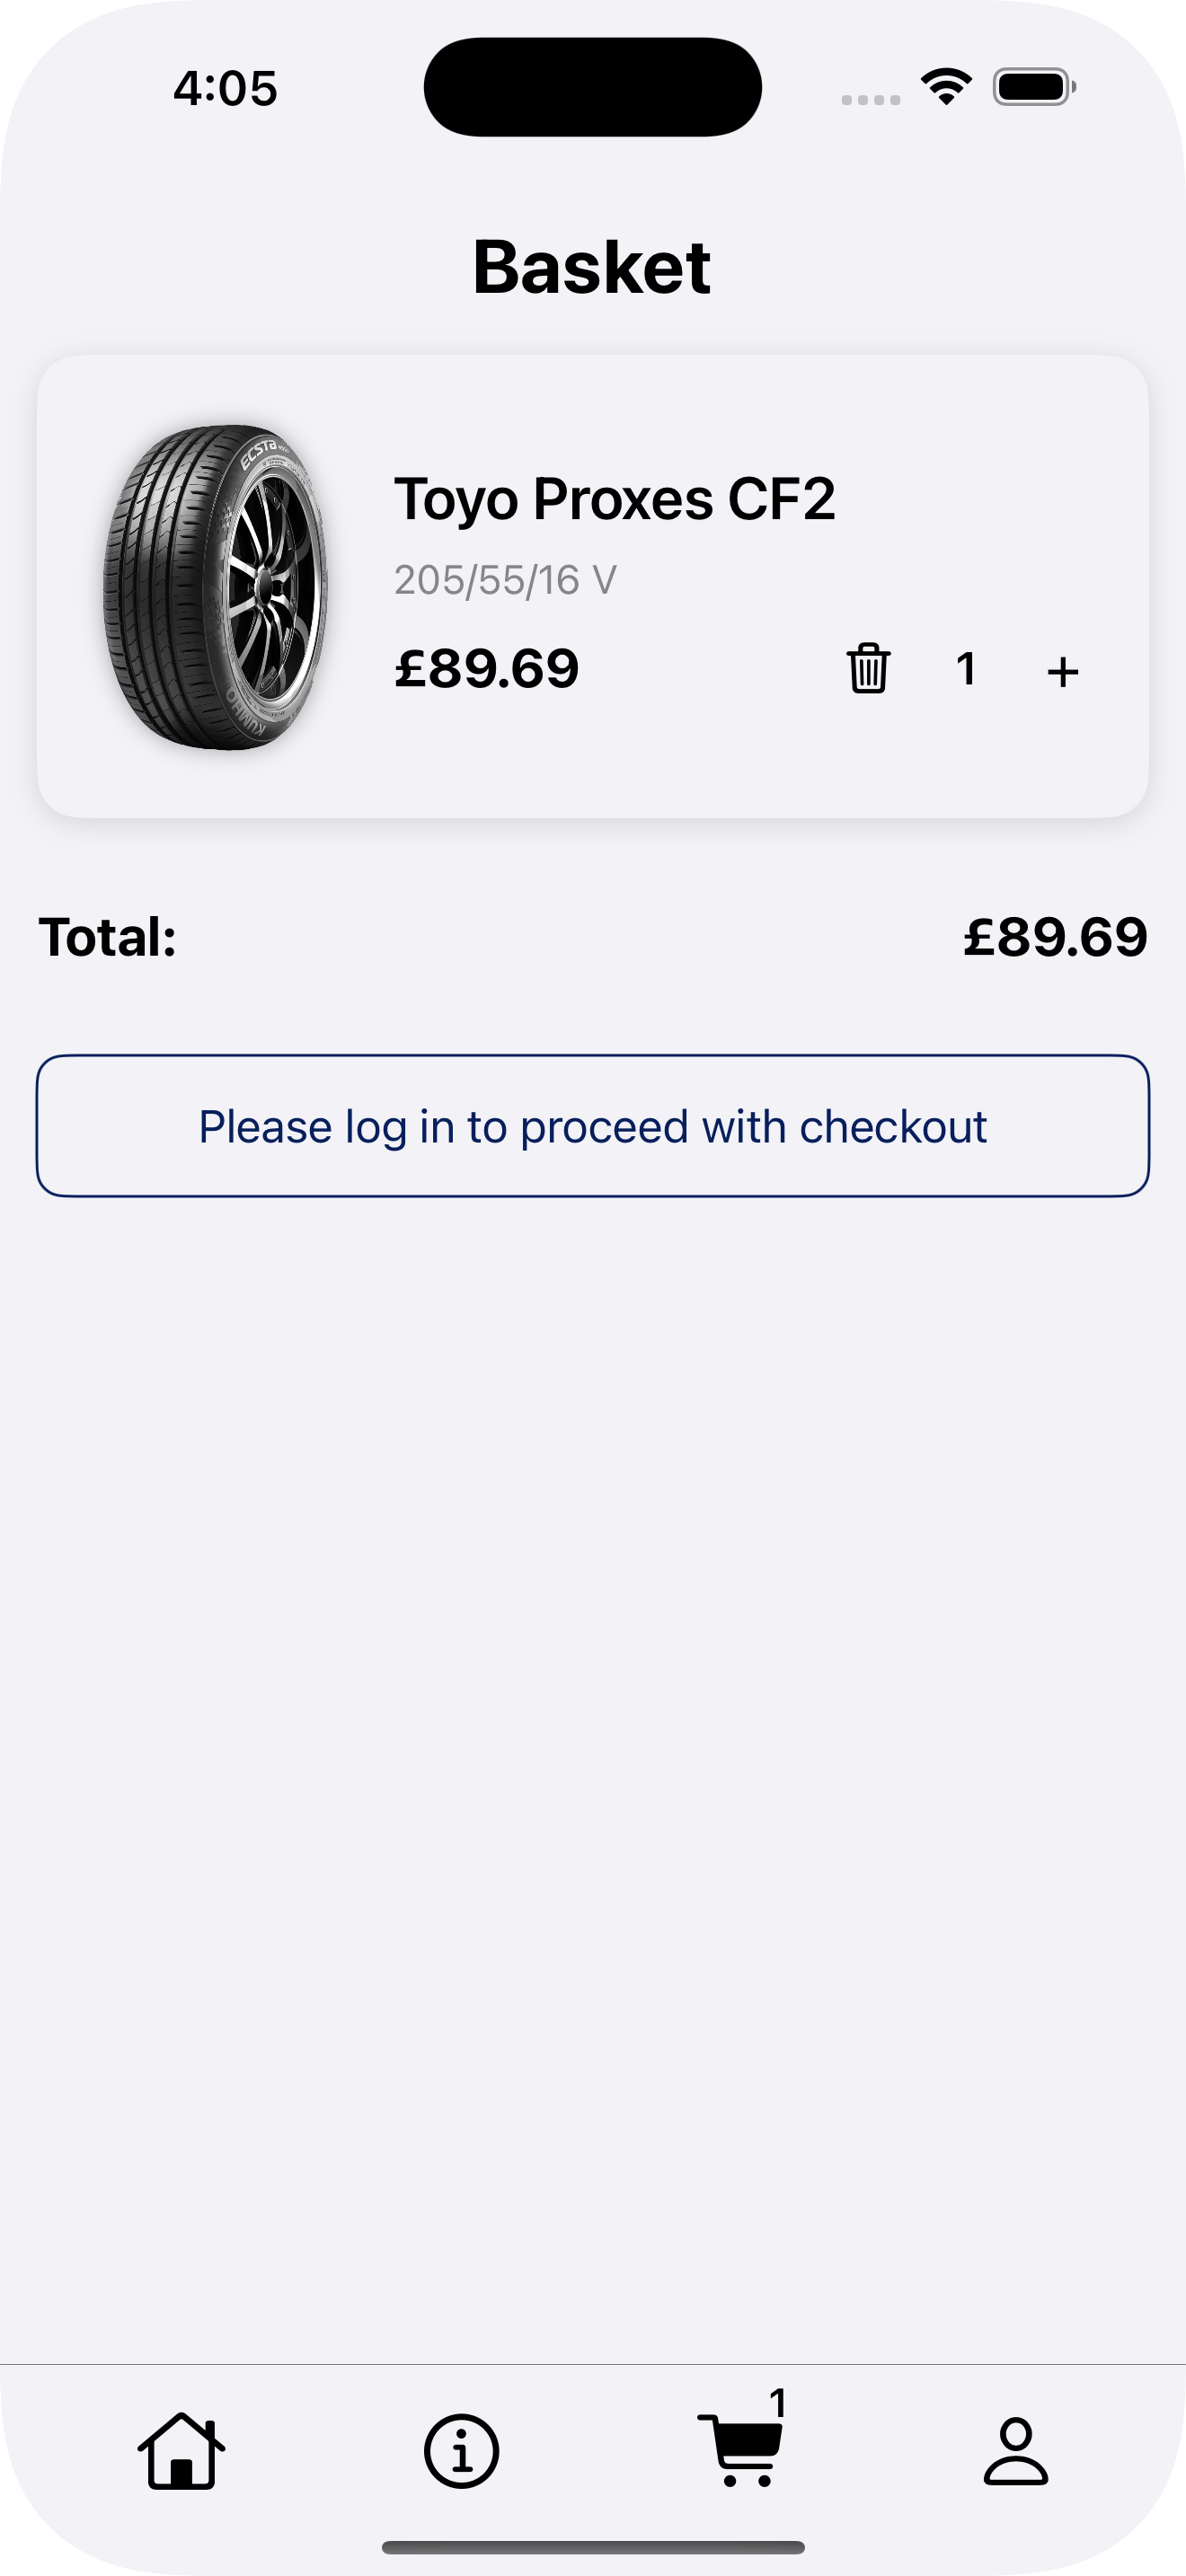 4:05
Basket
ECSTA
KUMHO
Toyo Proxes CF2
205/55/16 V
£89.69
1
+
Total:
£89.69
Please log in to proceed with checkout
1